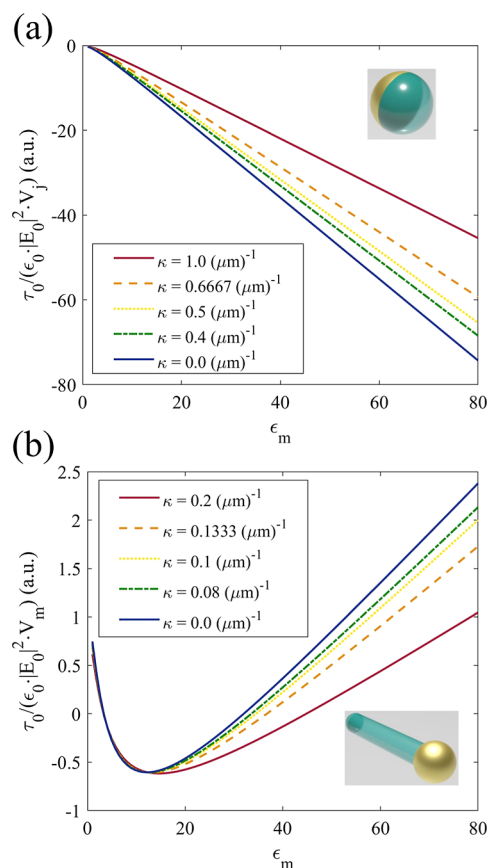 (a)
0
-20
-40
-60
-80
τ₀/(ϵ₀·|E₀|²·Vⱼ) (a.u.)
κ = 1.0 (μm)⁻¹
κ = 0.6667 (μm)⁻¹
κ = 0.5 (μm)⁻¹
κ = 0.4 (μm)⁻¹
κ = 0.0 (μm)⁻¹
0 20 40 60 80
ϵₘ
(b)
2.5
2
1.5
1
0.5
0
-0.5
-1
τ₀/(ϵ₀·|E₀|²·Vₘ) (a.u.)
κ = 0.2 (μm)⁻¹
κ = 0.1333 (μm)⁻¹
κ = 0.1 (μm)⁻¹
κ = 0.08 (μm)⁻¹
κ = 0.0 (μm)⁻¹
0 20 40 60 80
ϵₘ